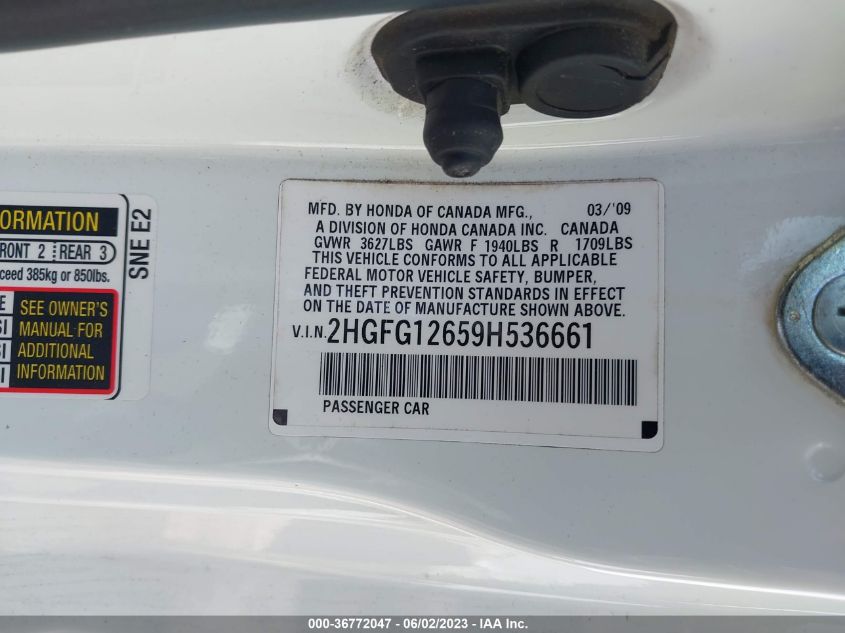 MFD. BY HONDA OF CANADA MFG., 03/'09
A DIVISION OF HONDA CANADA INC. CANADA
GVWR 3627LBS GAWR F 1940LBS R 1709LBS
THIS VEHICLE CONFORMS TO ALL APPLICABLE
FEDERAL MOTOR VEHICLE SAFETY, BUMPER,
AND THEFT PREVENTION STANDARDS IN EFFECT
ON THE DATE OF MANUFACTURE SHOWN ABOVE.
V.I.N. 2HGFG12659H536661
PASSENGER CAR
ORMATION
RONT 2 REAR 3
ceed 385kg or 850lbs.
SEE OWNER'S
MANUAL FOR
ADDITIONAL
INFORMATION
SNE E2
000-36772047 - 06/02/2023 - IAA Inc.